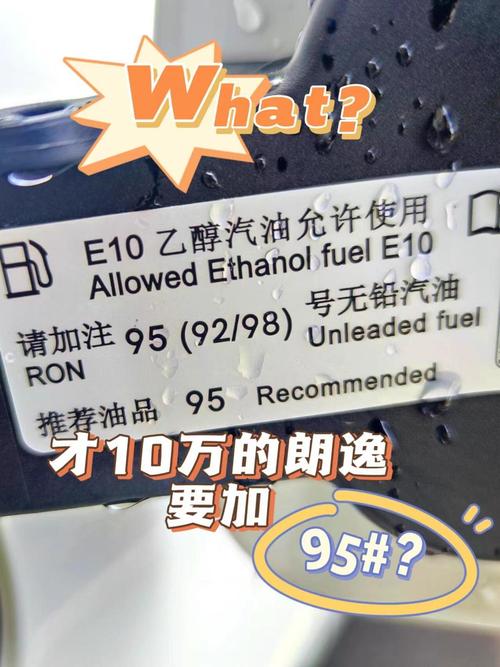 What?
E10 乙醇汽油允许使用
Allowed Ethanol fuel E10
请加注 95 (92/98) 号无铅汽油
RON Unleaded fuel
推荐油品 95 Recommended
才10万的朗逸
要加
95#?